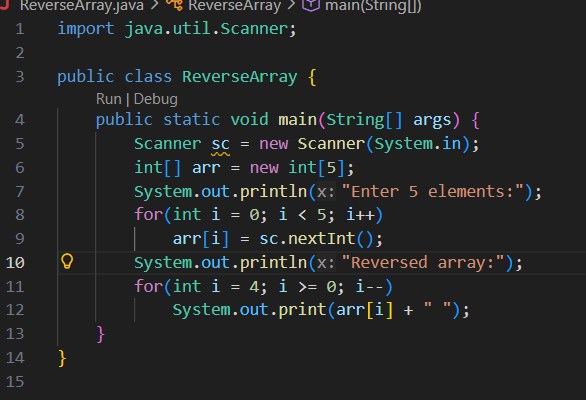 ReverseArray.java > ReverseArray > main(String[])
1 import java.util.Scanner;
2
3 public class ReverseArray {
Run | Debug
4 public static void main(String[] args) {
5 Scanner sc = new Scanner(System.in);
6 int[] arr = new int[5];
7 System.out.println(x: "Enter 5 elements:");
8 for(int i = 0; i < 5; i++)
9 arr[i] = sc.nextInt();
10 System.out.println(x: "Reversed array:");
11 for(int i = 4; i >= 0; i--)
12 System.out.print(arr[i] + " ");
13 }
14 }
15